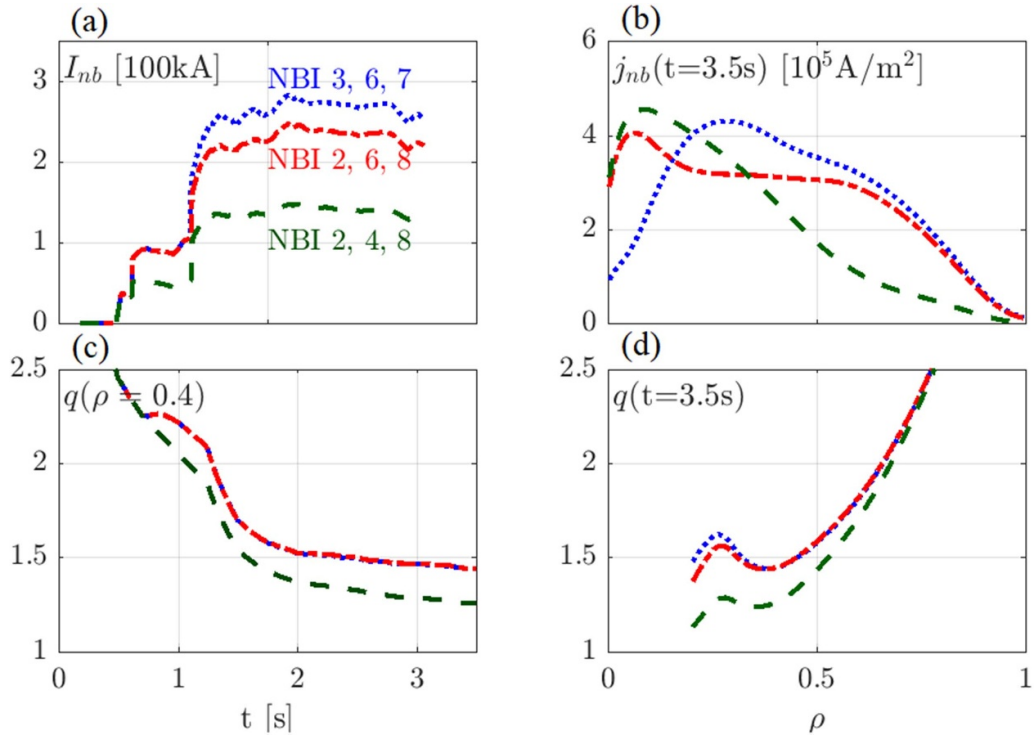 (a)
I_nb [100kA]
3
2
1
0
NBI 3, 6, 7
NBI 2, 6, 8
NBI 2, 4, 8
(b)
j_nb(t=3.5s) [10^5A/m^2]
6
4
2
0
(c)
q(ρ = 0.4)
2.5
2
1.5
1
0 1 2 3
t [s]
(d)
q(t=3.5s)
2.5
2
1.5
1
0 0.5 1
ρ